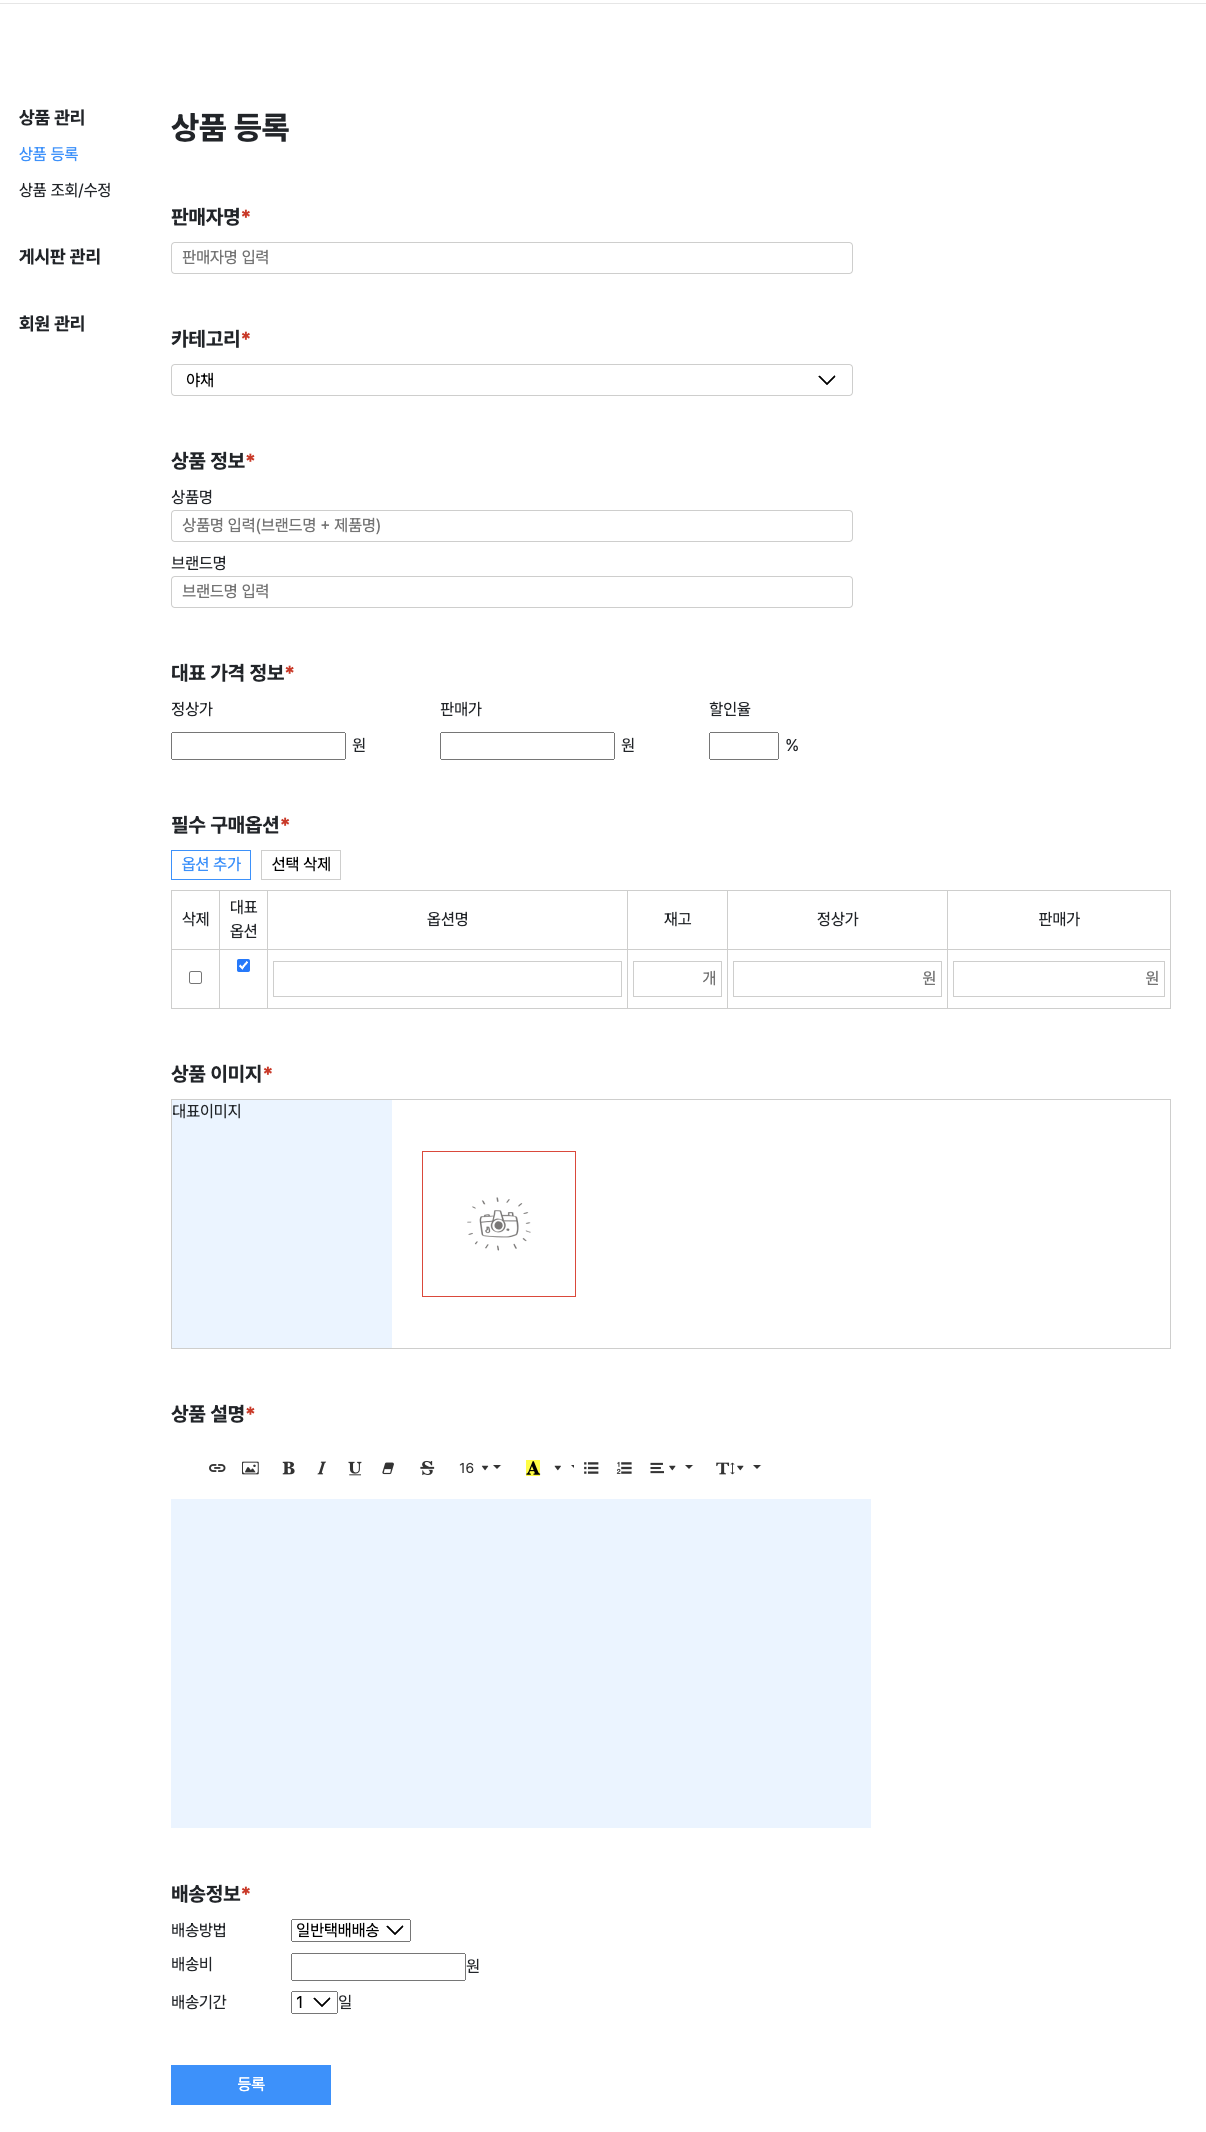 상품 관리
상품 등록
상품 조회/수정
게시판 관리
회원 관리
상품 등록
판매자명*
판매자명 입력
카테고리*
야채
상품 정보*
상품명
상품명 입력(브랜드명 + 제품명)
브랜드명
브랜드명 입력
대표 가격 정보*
정상가 판매가 할인율
원 원 %
필수 구매옵션*
옵션 추가 선택 삭제
삭제 대표 옵션 옵션명 재고 정상가 판매가
개 원 원
상품 이미지*
대표이미지
상품 설명*
B I U S 16 A T
배송정보*
배송방법 일반택배배송
배송비 원
배송기간 1 일
등록